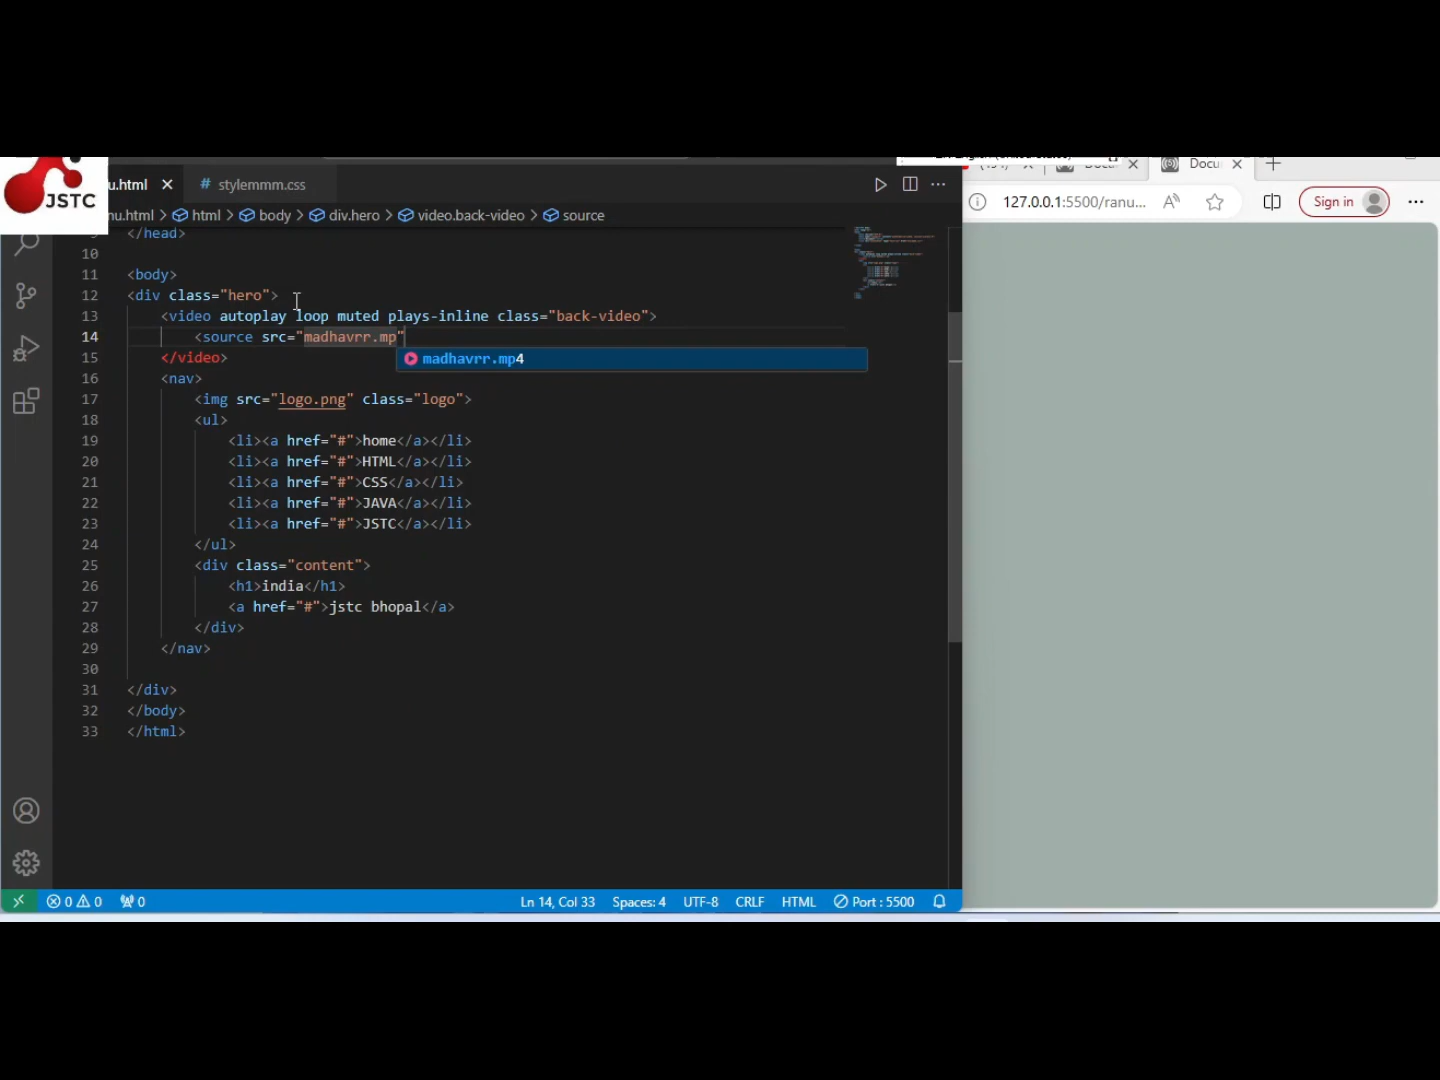 JSTC
u.html
# stylemmm.css
Docu
nu.html > html > body > div.hero > video.back-video > source
127.0.0.1:5500/ranu...
Sign in
9 </head>
10
11 <body>
12 <div class="hero">
13 <video autoplay loop muted plays-inline class="back-video">
14 <source src="madhavrr.mp"
madhavrr.mp4
15 </video>
16 <nav>
17 <img src="logo.png" class="logo">
18 <ul>
19 <li><a href="#">home</a></li>
20 <li><a href="#">HTML</a></li>
21 <li><a href="#">CSS</a></li>
22 <li><a href="#">JAVA</a></li>
23 <li><a href="#">JSTC</a></li>
24 </ul>
25 <div class="content">
26 <h1>india</h1>
27 <a href="#">jstc bhopal</a>
28 </div>
29 </nav>
30
31 </div>
32 </body>
33 </html>
0 0 0 Ln 14, Col 33 Spaces: 4 UTF-8 CRLF HTML Port : 5500